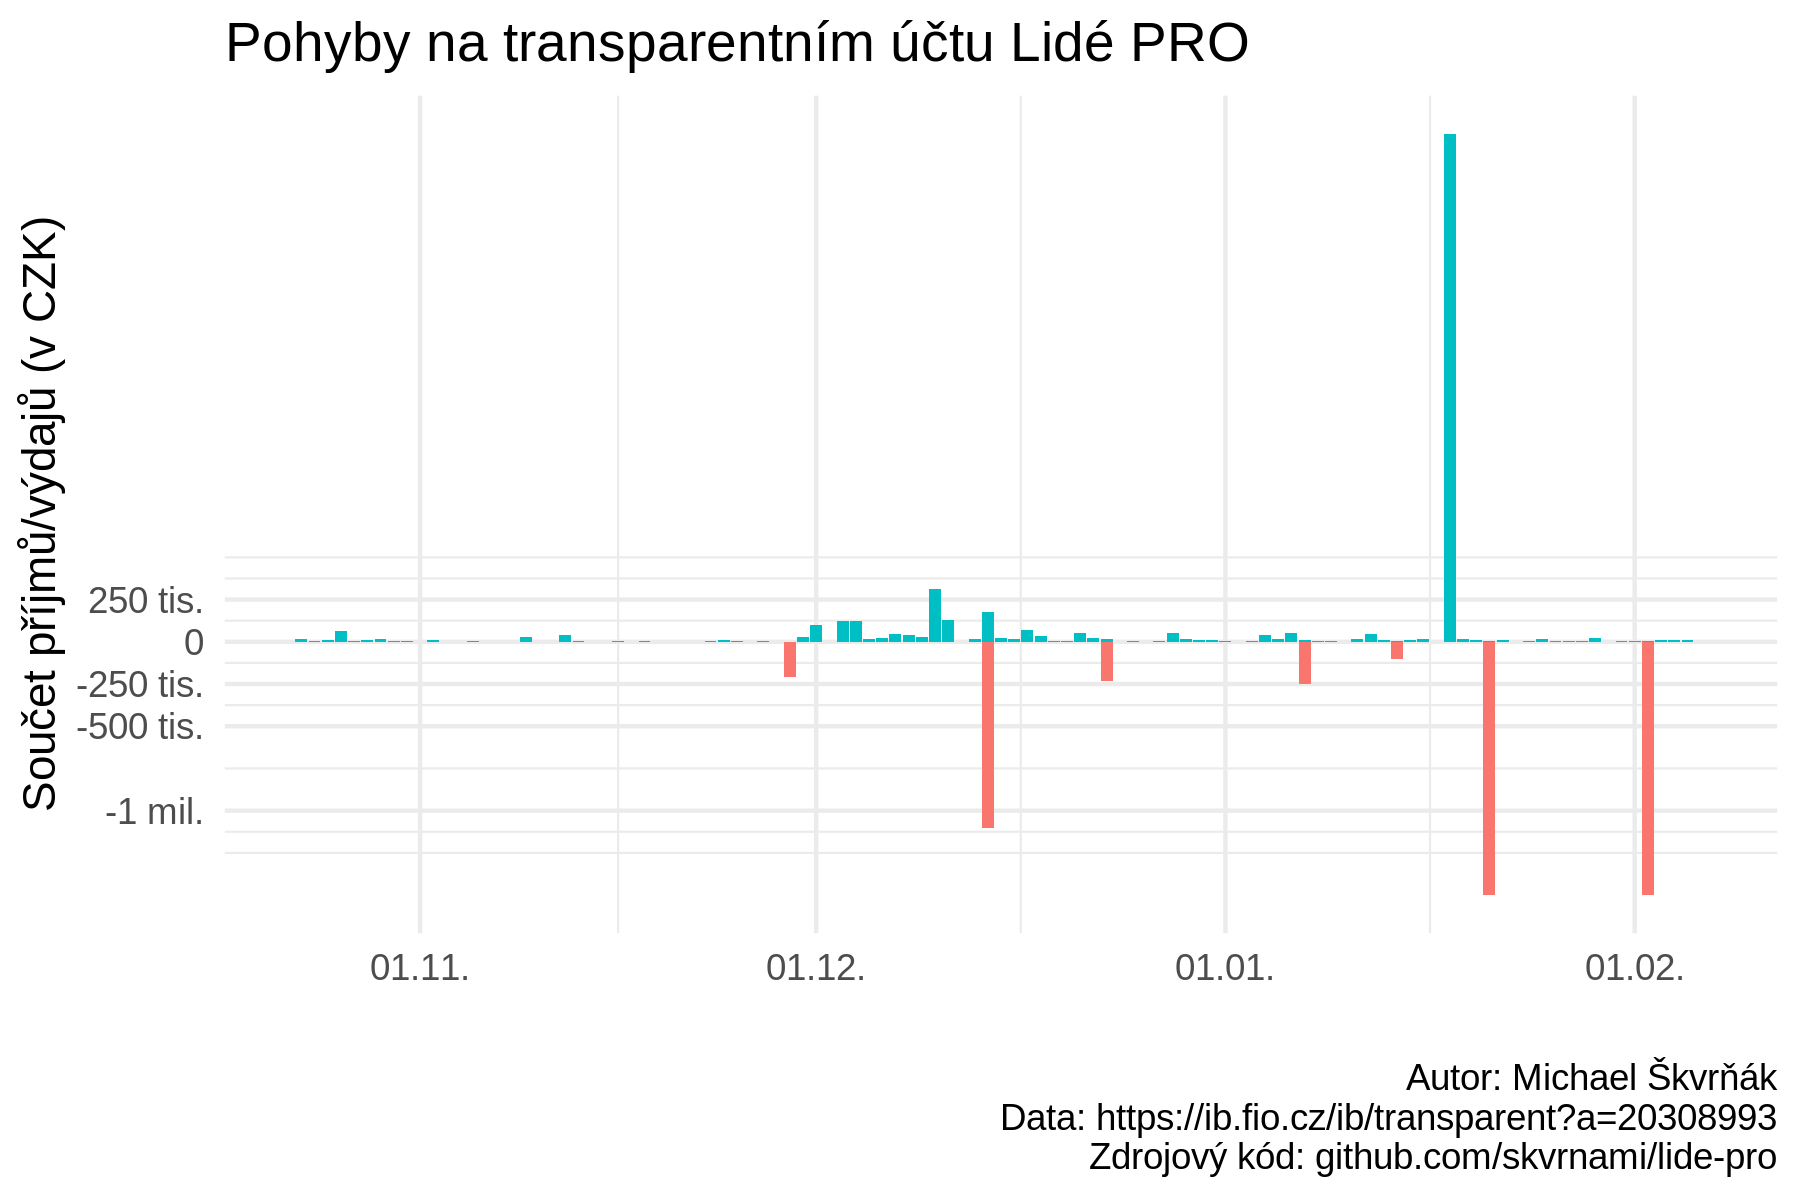 Pohyby na transparentním účtu Lidé PRO
Součet příjmů/výdajů (v CZK)
250 tis.
0
-250 tis.
-500 tis.
-1 mil.
01.11.
01.12.
01.01.
01.02.
Autor: Michael Škvrňák
Data: https://ib.fio.cz/ib/transparent?a=20308993
Zdrojový kód: github.com/skvrnami/lide-pro